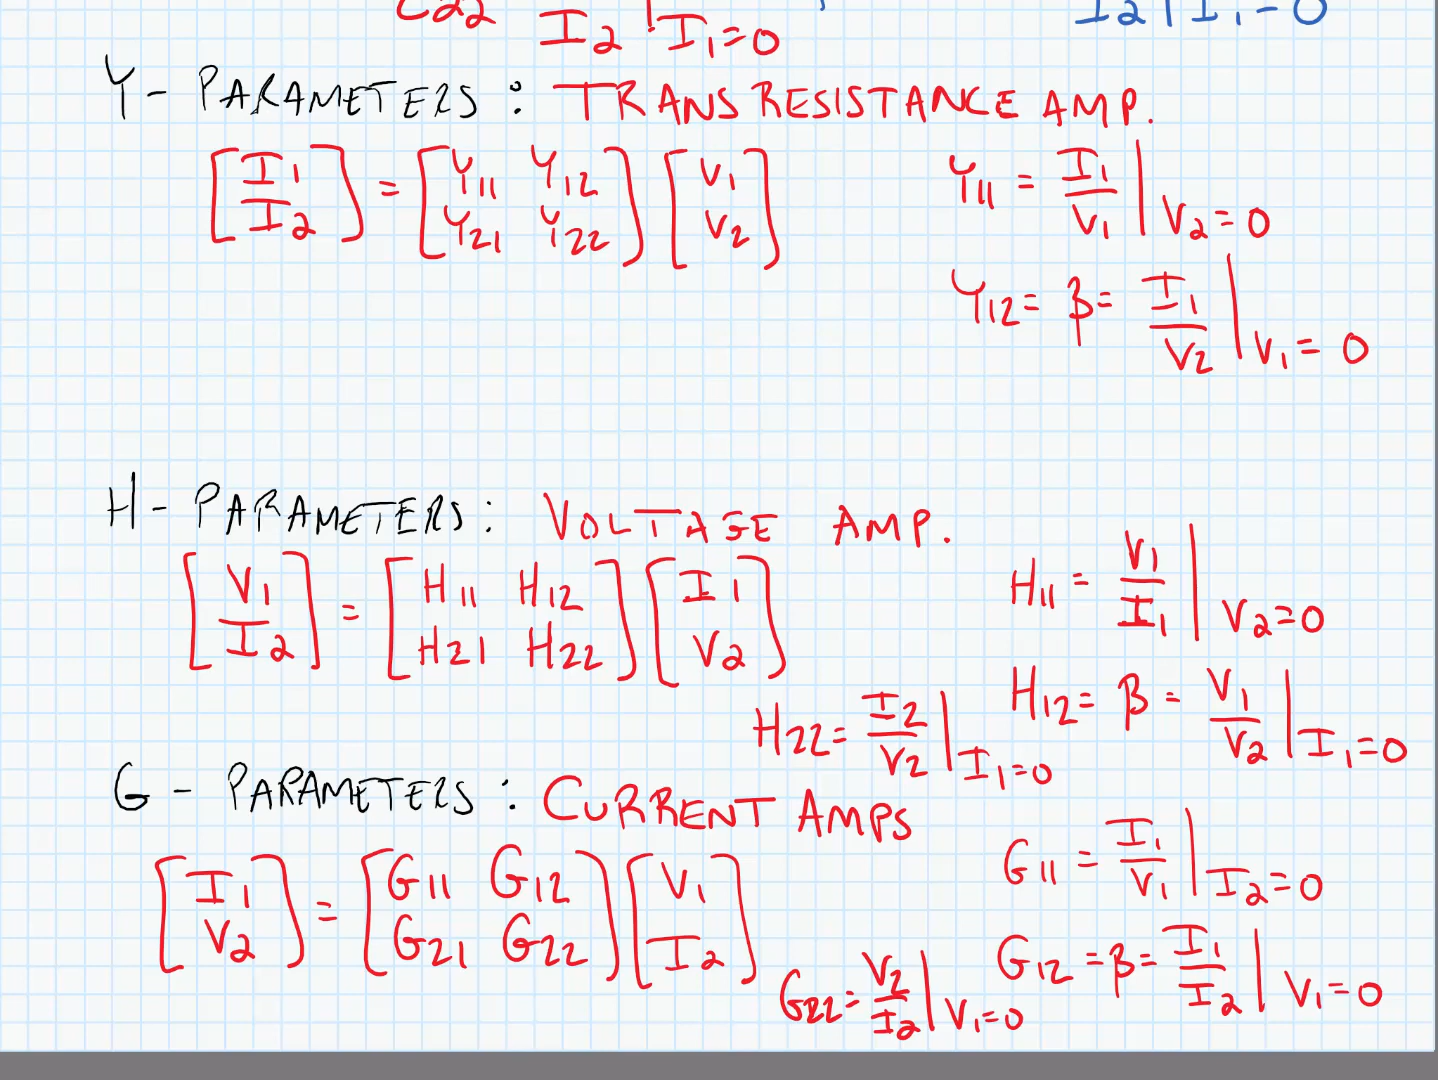 I2 | I1=0
I2 | I1=0
Y- PARAMETERS : TRANSRESISTANCE AMP.
[I1 I2] = [Y11 Y12 Y21 Y22] [V1 V2]
Y11 = I1/V1 | V2=0
Y12= β= I1/V2 | V1= 0
H- PARAMETERS: VOLTAGE AMP.
[V1 I2] = [H11 H12 H21 H22] [I1 V2]
H11 = V1/I1 | V2=0
H12= β = V1/V2 | I1=0
H22= I2/V2 | I1=0
G - PARAMETERS : CURRENT AMPS
[I1 V2] = [G11 G12 G21 G22] [V1 I2]
G11 = I1/V1 | I2=0
G12 =β= I1/I2 | V1=0
G22= V2/I2 | V1=0